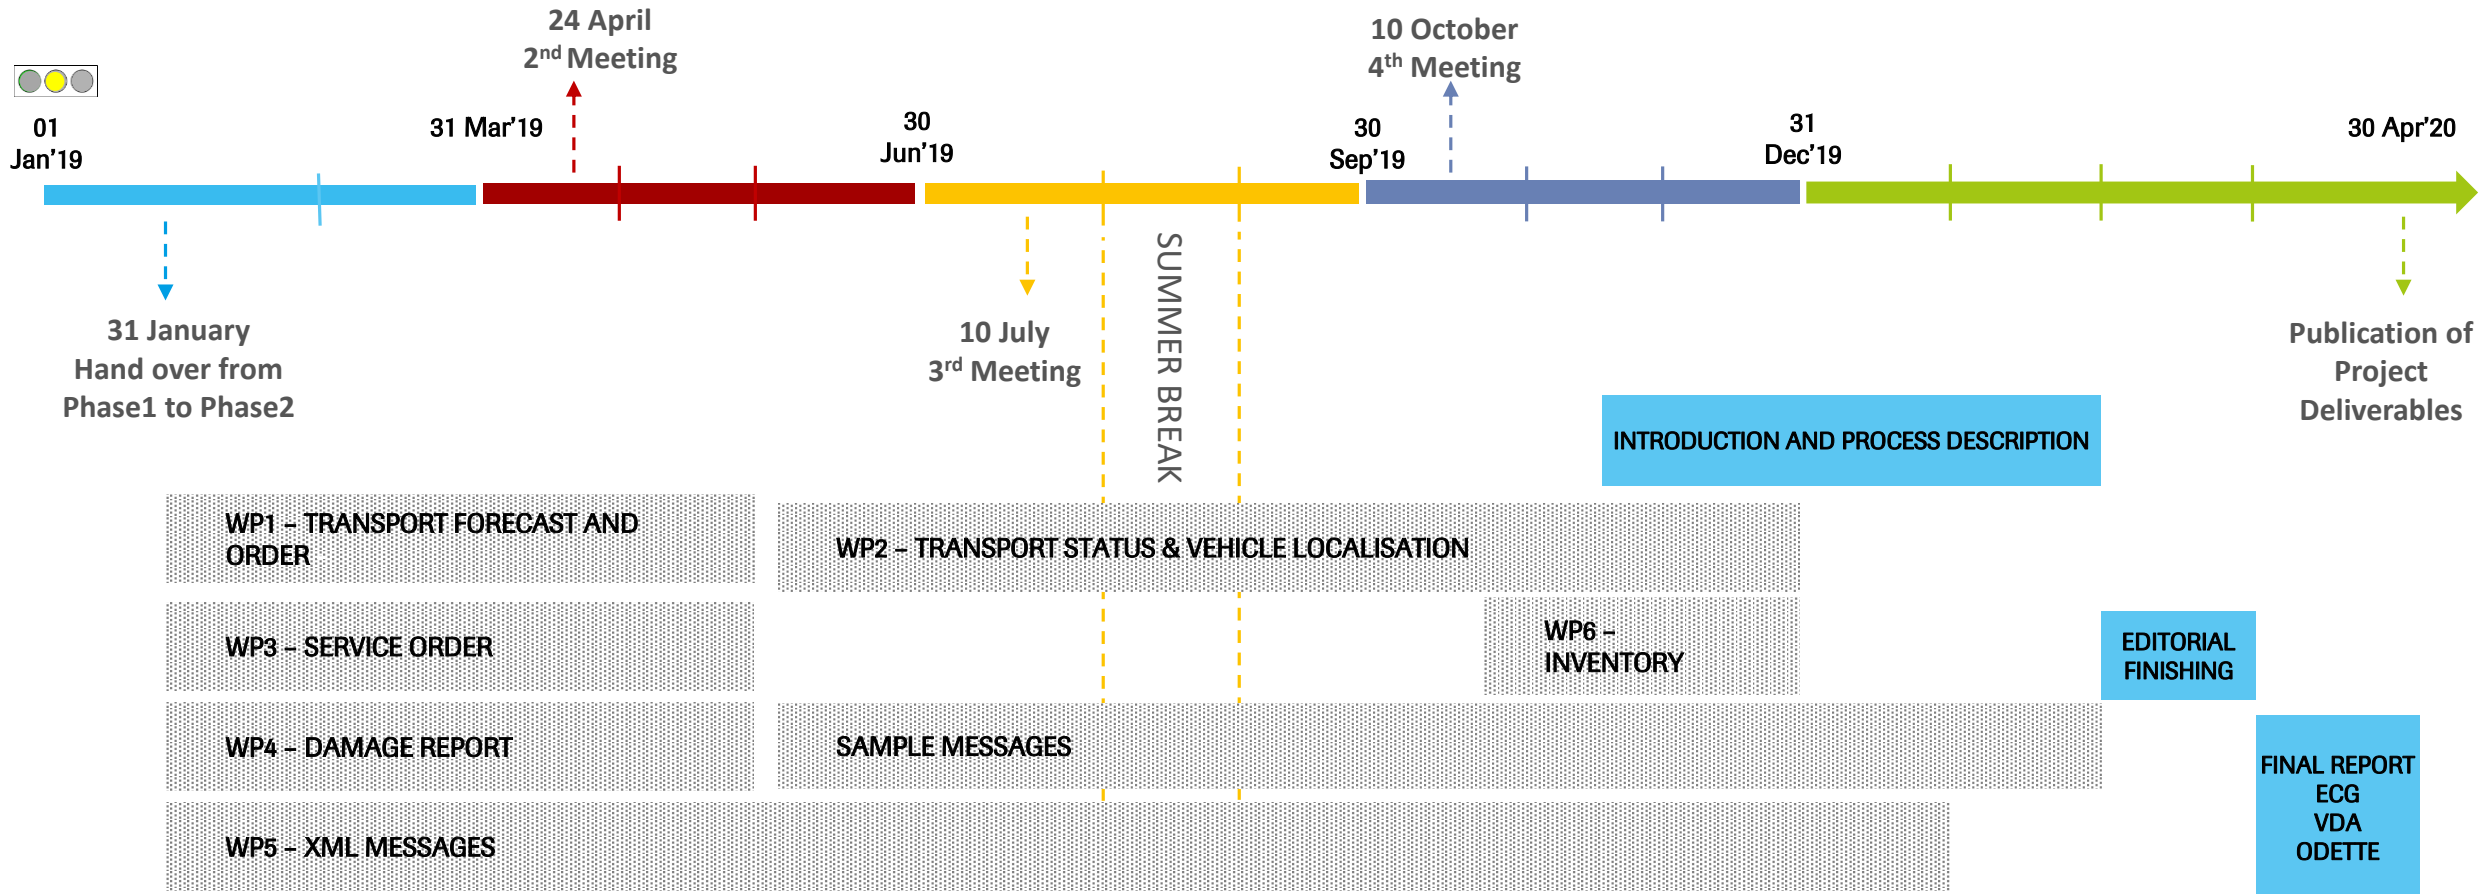 24 April
2nd Meeting
10 October
4th Meeting
01
Jan'19
31 Mar'19
30
Jun'19
30
Sep'19
31
Dec'19
30 Apr'20
31 January
Hand over from
Phase1 to Phase2
10 July
3rd Meeting
SUMMER BREAK
Publication of
Project
Deliverables
INTRODUCTION AND PROCESS DESCRIPTION
WP1 – TRANSPORT FORECAST AND
ORDER
WP2 – TRANSPORT STATUS & VEHICLE LOCALISATION
WP3 – SERVICE ORDER
WP6 –
INVENTORY
EDITORIAL
FINISHING
WP4 – DAMAGE REPORT
SAMPLE MESSAGES
FINAL REPORT
ECG
VDA
ODETTE
WP5 – XML MESSAGES